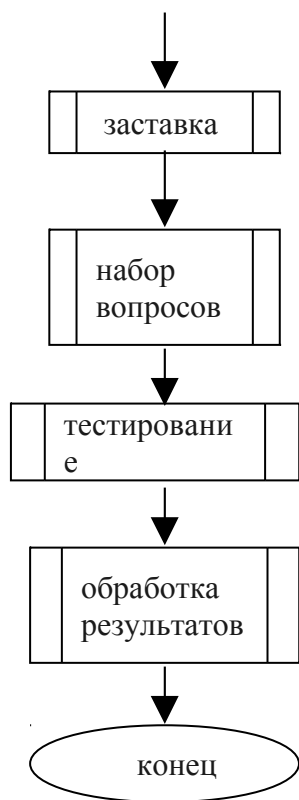 заставка
набор
вопросов
тестировани
е
обработка
результатов
конец